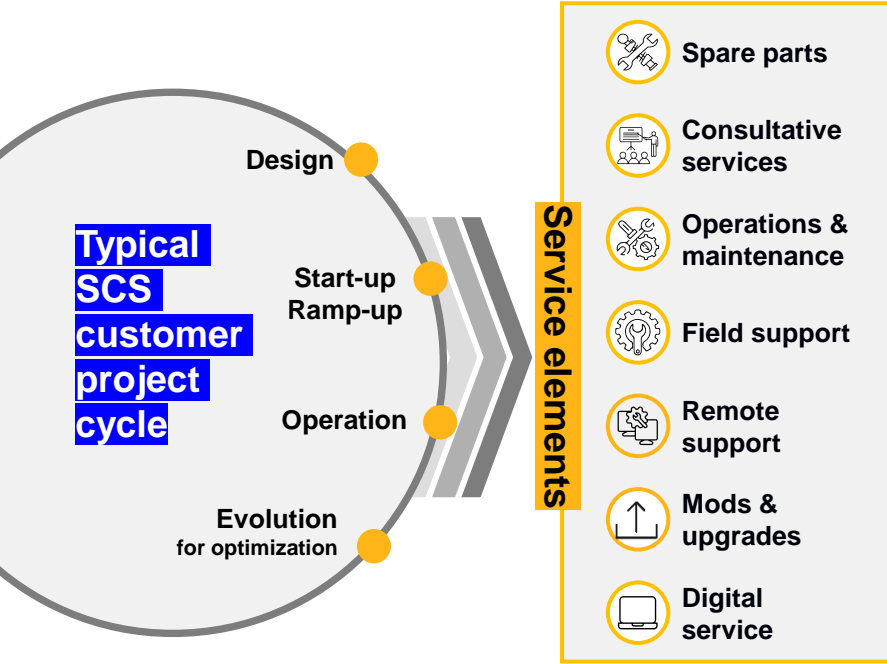 Typical
SCS
customer
project
cycle
Design
Start-up
Ramp-up
Operation
Evolution
for optimization
Service elements
Spare parts
Consultative
services
Operations &
maintenance
Field support
Remote
support
Mods &
upgrades
Digital
service